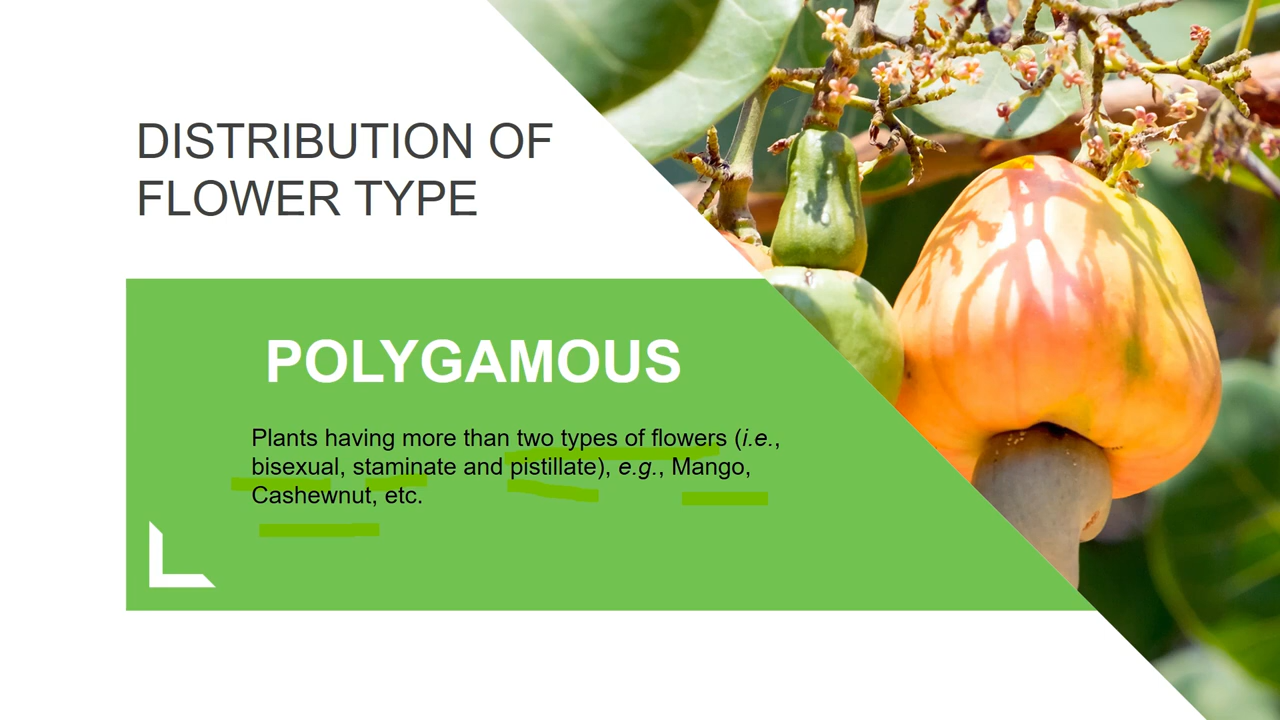 DISTRIBUTION OF
FLOWER TYPE
POLYGAMOUS
Plants having more than two types of flowers (i.e.,
bisexual, staminate and pistillate), e.g., Mango,
Cashewnut, etc.